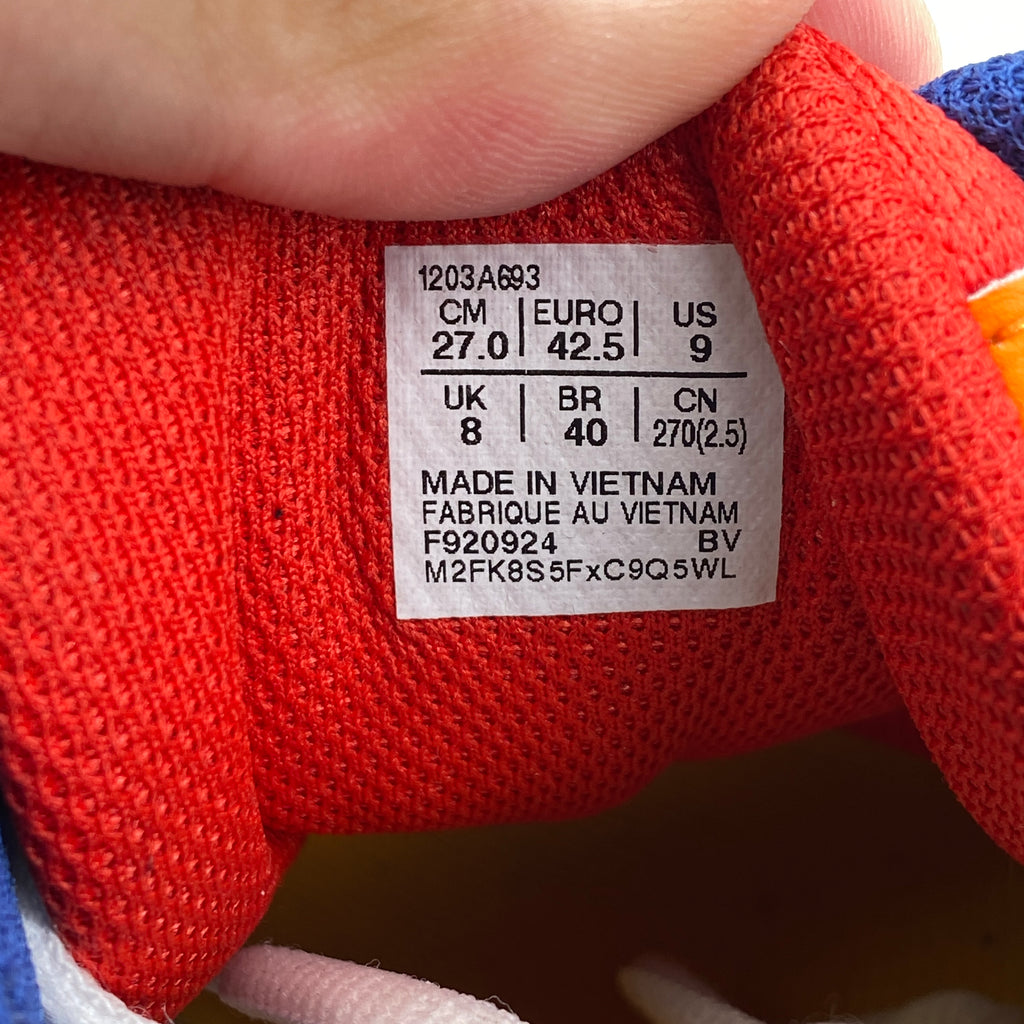 1203A693
CM | EURO | US
27.0 | 42.5 | 9
UK | BR | CN
8 | 40 | 270(2.5)
MADE IN VIETNAM
FABRIQUE AU VIETNAM
F920924 BV
M2FK8S5FxC9Q5WL